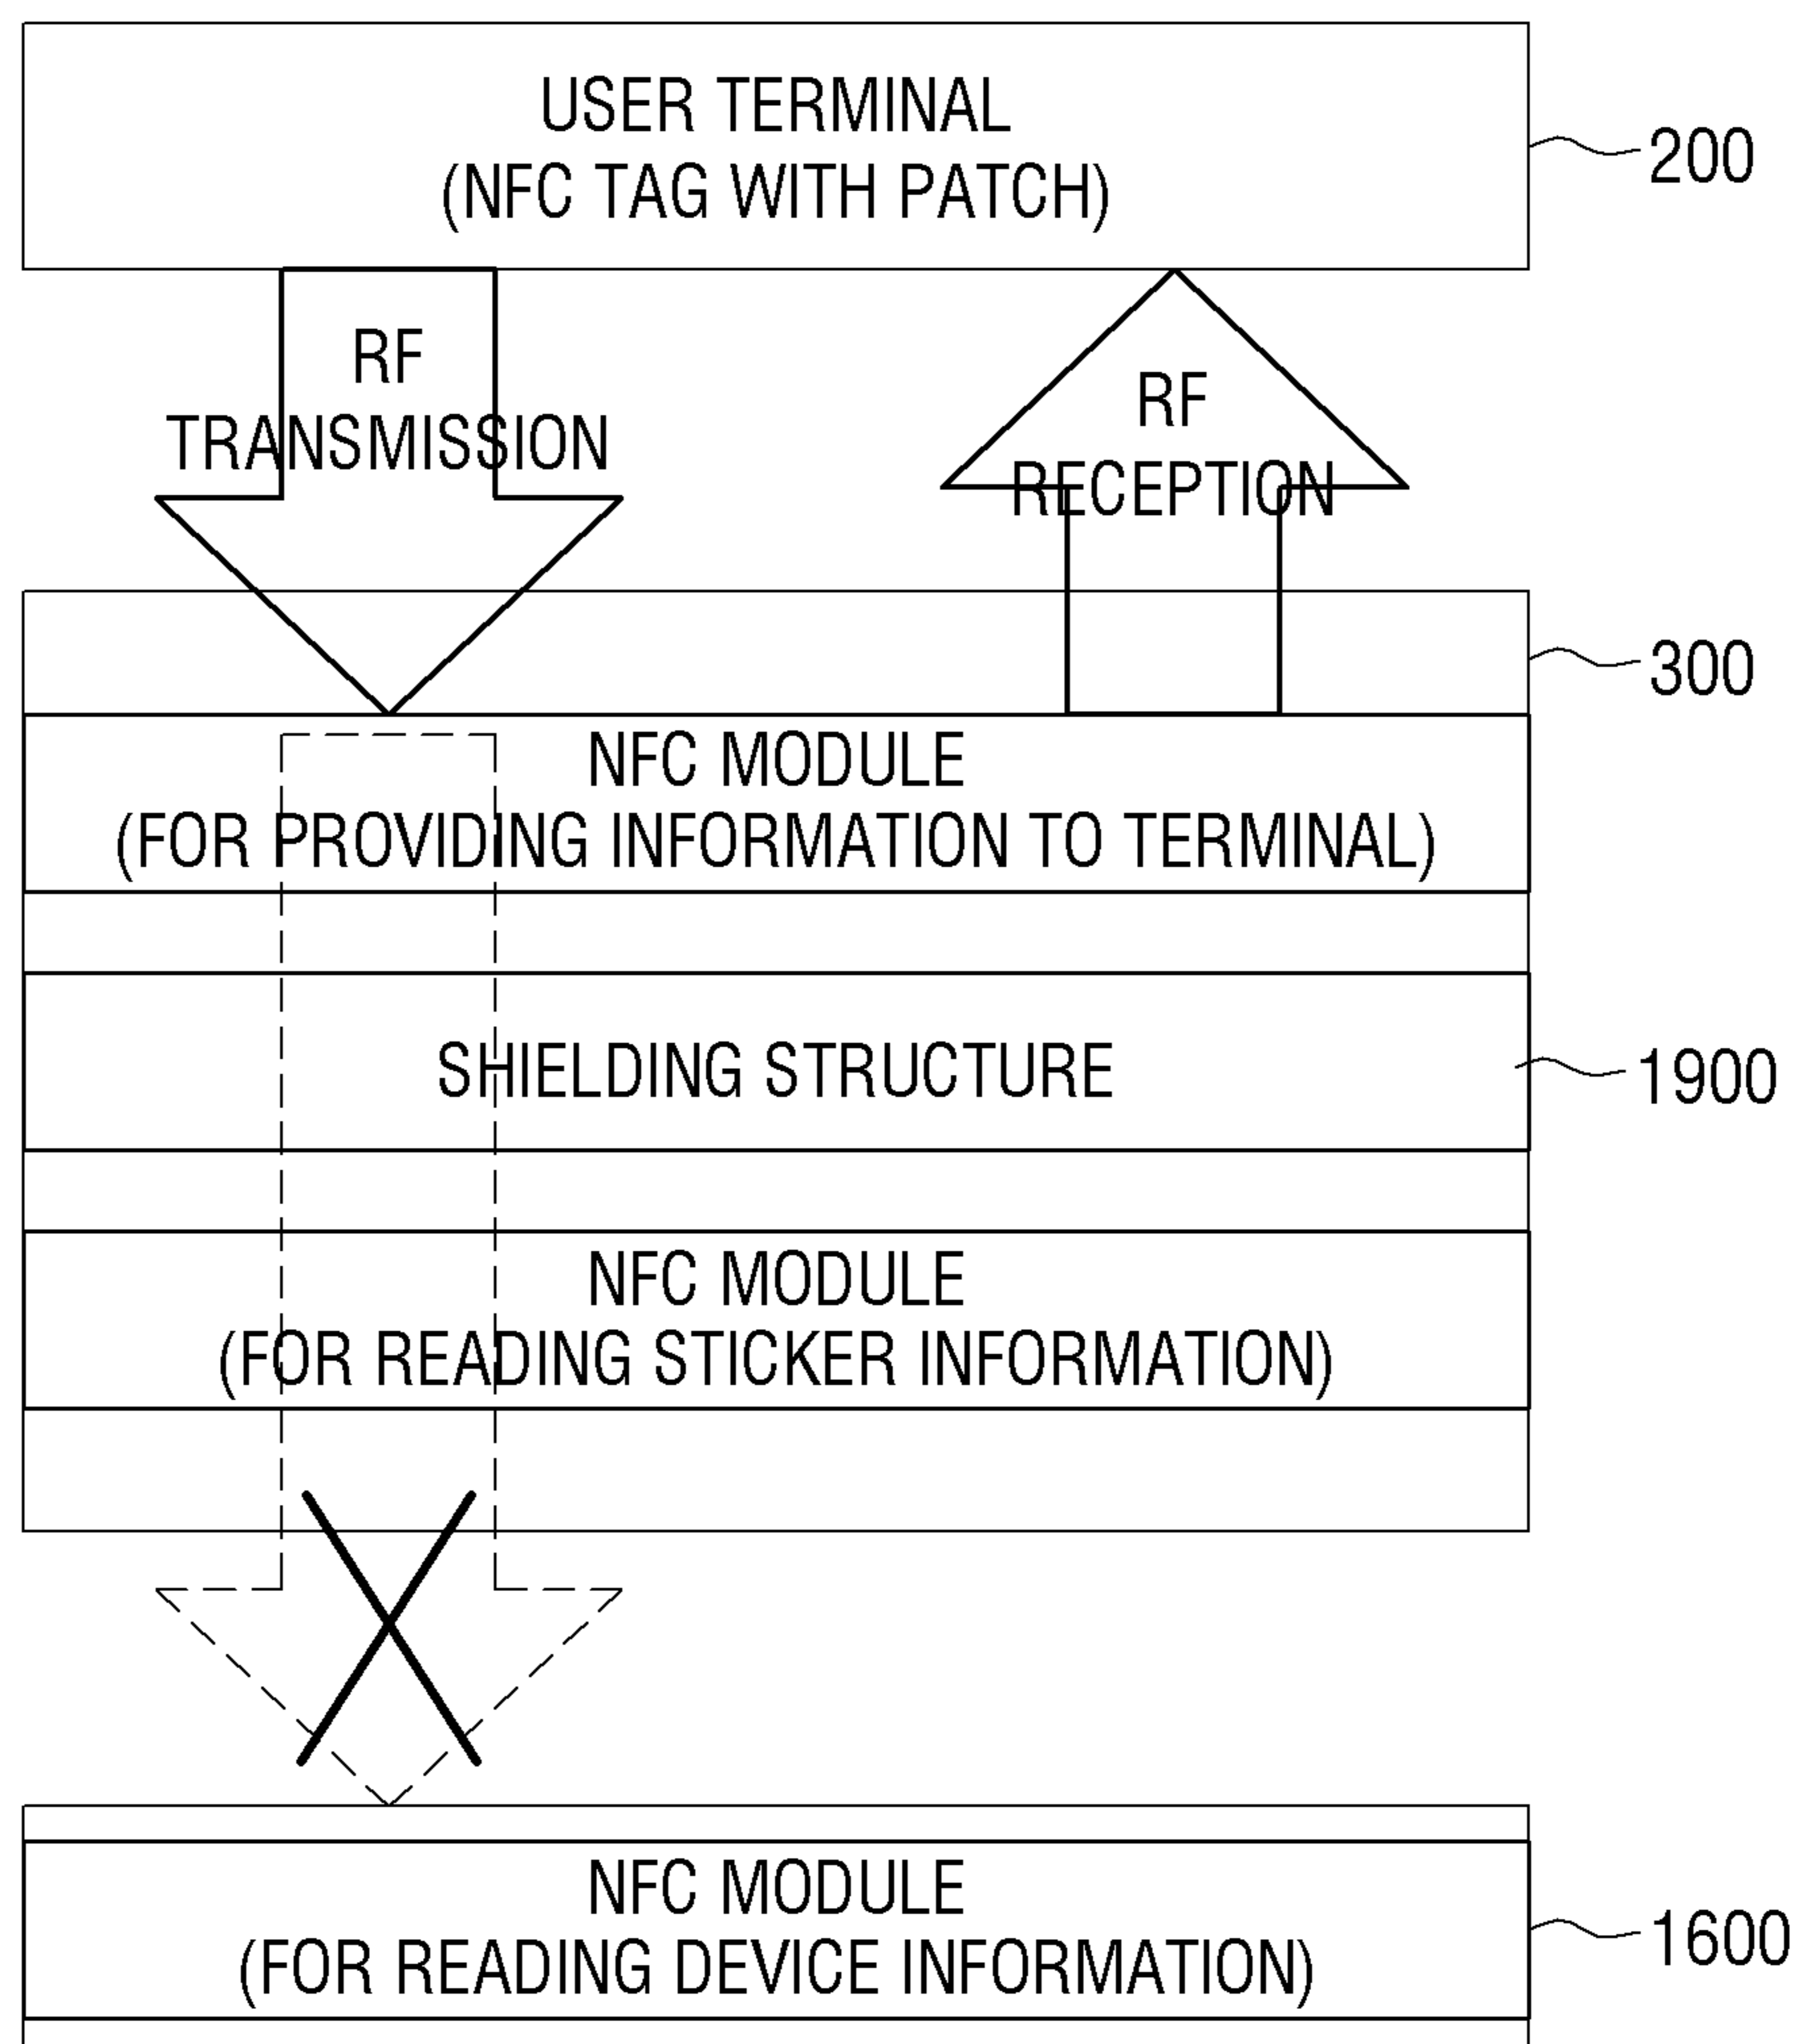 USER TERMINAL
(NFC TAG WITH PATCH)
200
RF
TRANSMISSION
RF
RECEPTION
300
NFC MODULE
(FOR PROVIDING INFORMATION TO TERMINAL)
SHIELDING STRUCTURE
1900
NFC MODULE
(FOR READING STICKER INFORMATION)
NFC MODULE
(FOR READING DEVICE INFORMATION)
1600